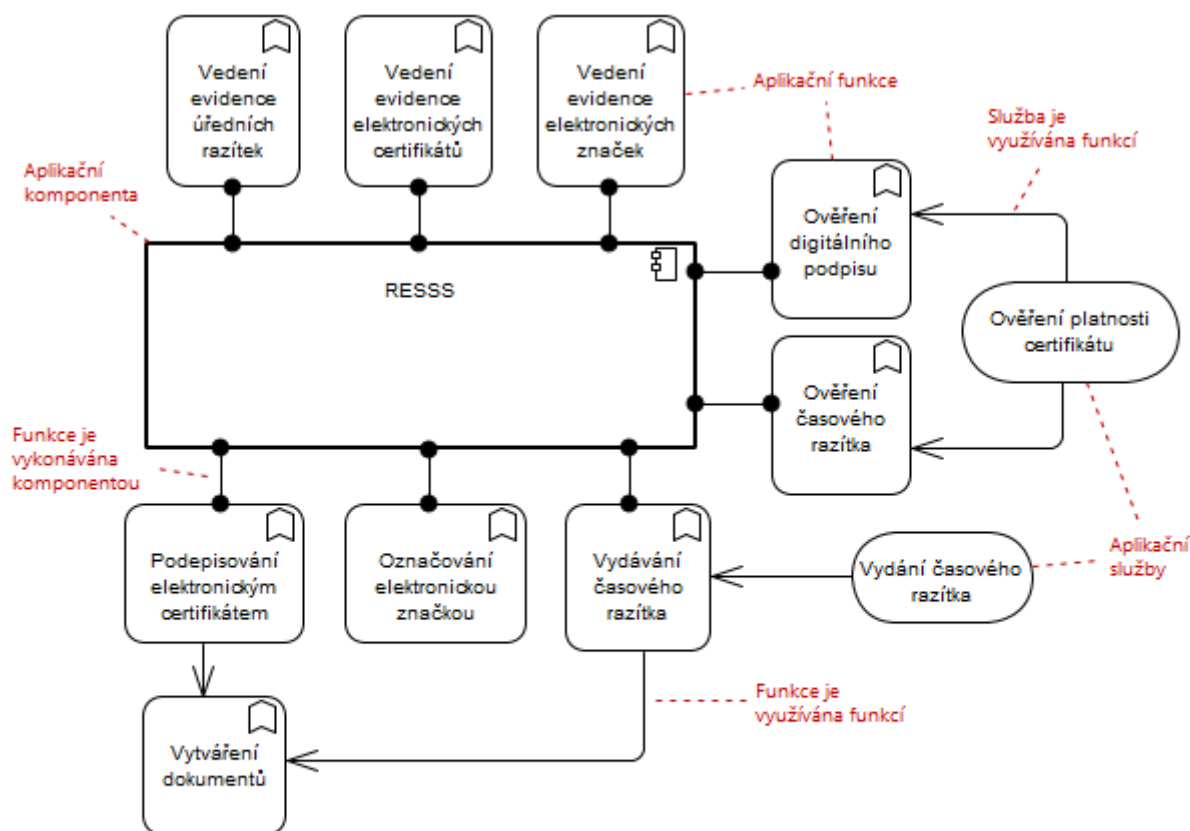 Vedení
evidence
úředních
razítek
Vedení
evidence
elektronických
certifikátů
Vedení
evidence
elektronických
značek
Aplikační funkce
Služba je
využívána funkcí
Aplikační
komponenta
Ověření
digitálního
podpisu
RESSS
Ověření platnosti
certifikátu
Ověření
časového
razítka
Funkce je
vykonávána
komponentou
Podepisování
elektronickým
certifikátem
Označování
elektronickou
značkou
Vydávání
časového
razítka
Vydání časového
razítka
Aplikační
služby
Funkce je
využívána funkcí
Vytváření
dokumentů